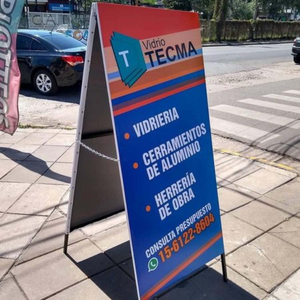 Vidrio
TECMA
T
• VIDRIERIA
• CERRAMIENTOS
DE ALUMINIO
• HERRERÍA
DE OBRA
CONSULTA PRESUPUESTO
15-6122-8604